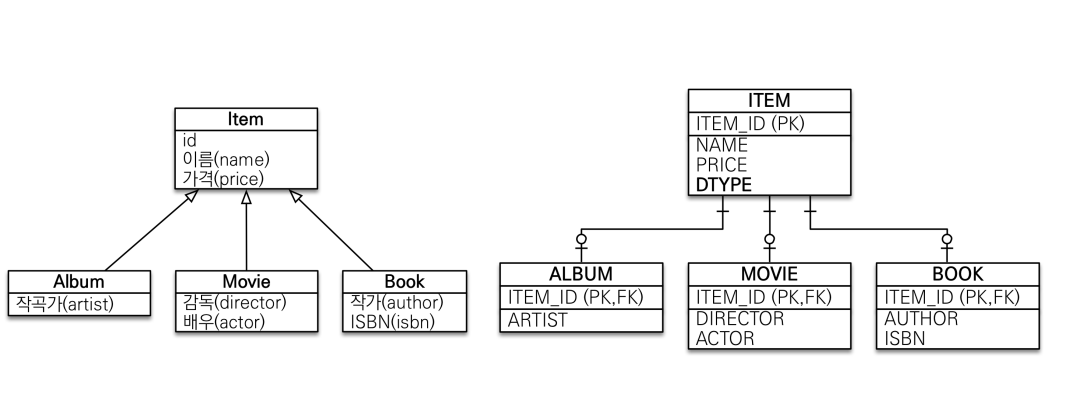 Item
id
이름(name)
가격(price)
Album
작곡가(artist)
Movie
감독(director)
배우(actor)
Book
작가(author)
ISBN(isbn)
ITEM
ITEM_ID (PK)
NAME
PRICE
DTYPE
ALBUM
ITEM_ID (PK,FK)
ARTIST
MOVIE
ITEM_ID (PK,FK)
DIRECTOR
ACTOR
BOOK
ITEM_ID (PK,FK)
AUTHOR
ISBN